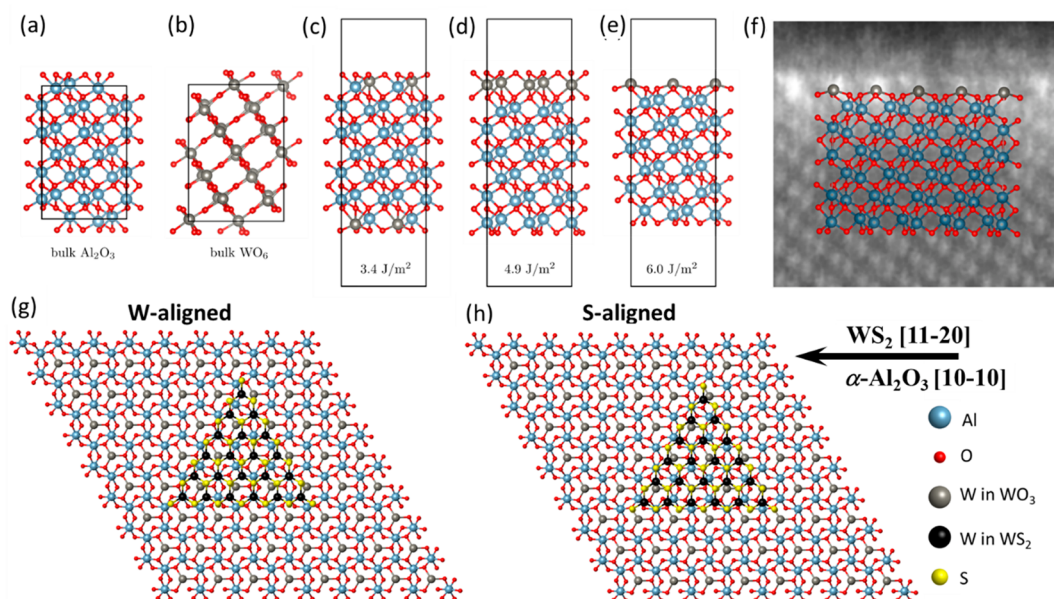 (a)
(b)
(c)
(d)
(e)
(f)
bulk Al₂O₃
bulk WO₆
3.4 J/m²
4.9 J/m²
6.0 J/m²
(g)
W-aligned
(h)
S-aligned
WS₂ [11-20]
α-Al₂O₃ [10-10]
Al
O
W in WO₃
W in WS₂
S